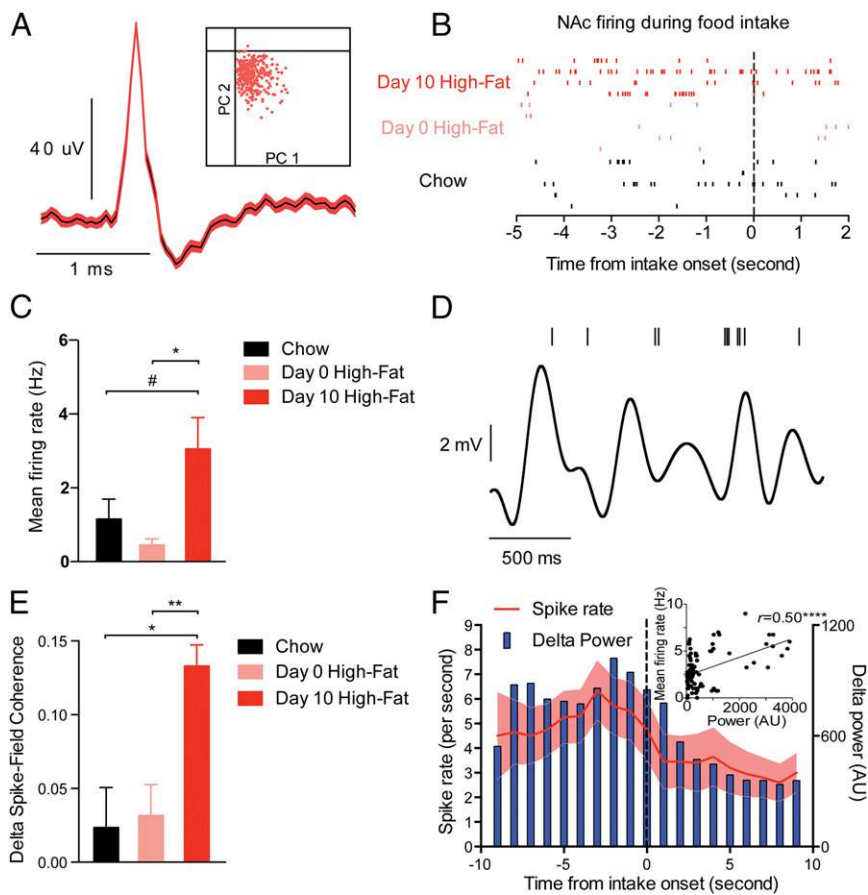 A
PC 2
PC 1
40 uV
1 ms
B
NAc firing during food intake
Day 10 High-Fat
Day 0 High-Fat
Chow
-5 -4 -3 -2 -1 0 1 2
Time from intake onset (second)
C
Mean firing rate (Hz)
6
4
2
0
*
#
Chow
Day 0 High-Fat
Day 10 High-Fat
D
2 mV
500 ms
E
Delta Spike-Field Coherence
0.15
0.10
0.05
0.00
**
*
Chow
Day 0 High-Fat
Day 10 High-Fat
F
Spike rate
Delta Power
Spike rate (per second)
9
8
7
6
5
4
3
2
1
0
-10 -5 0 5 10
Time from intake onset (second)
1200
600
0
Delta power (AU)
Mean firing rate (Hz)
10
5
0
r=0.50****
0 2000 4000
Power (AU)